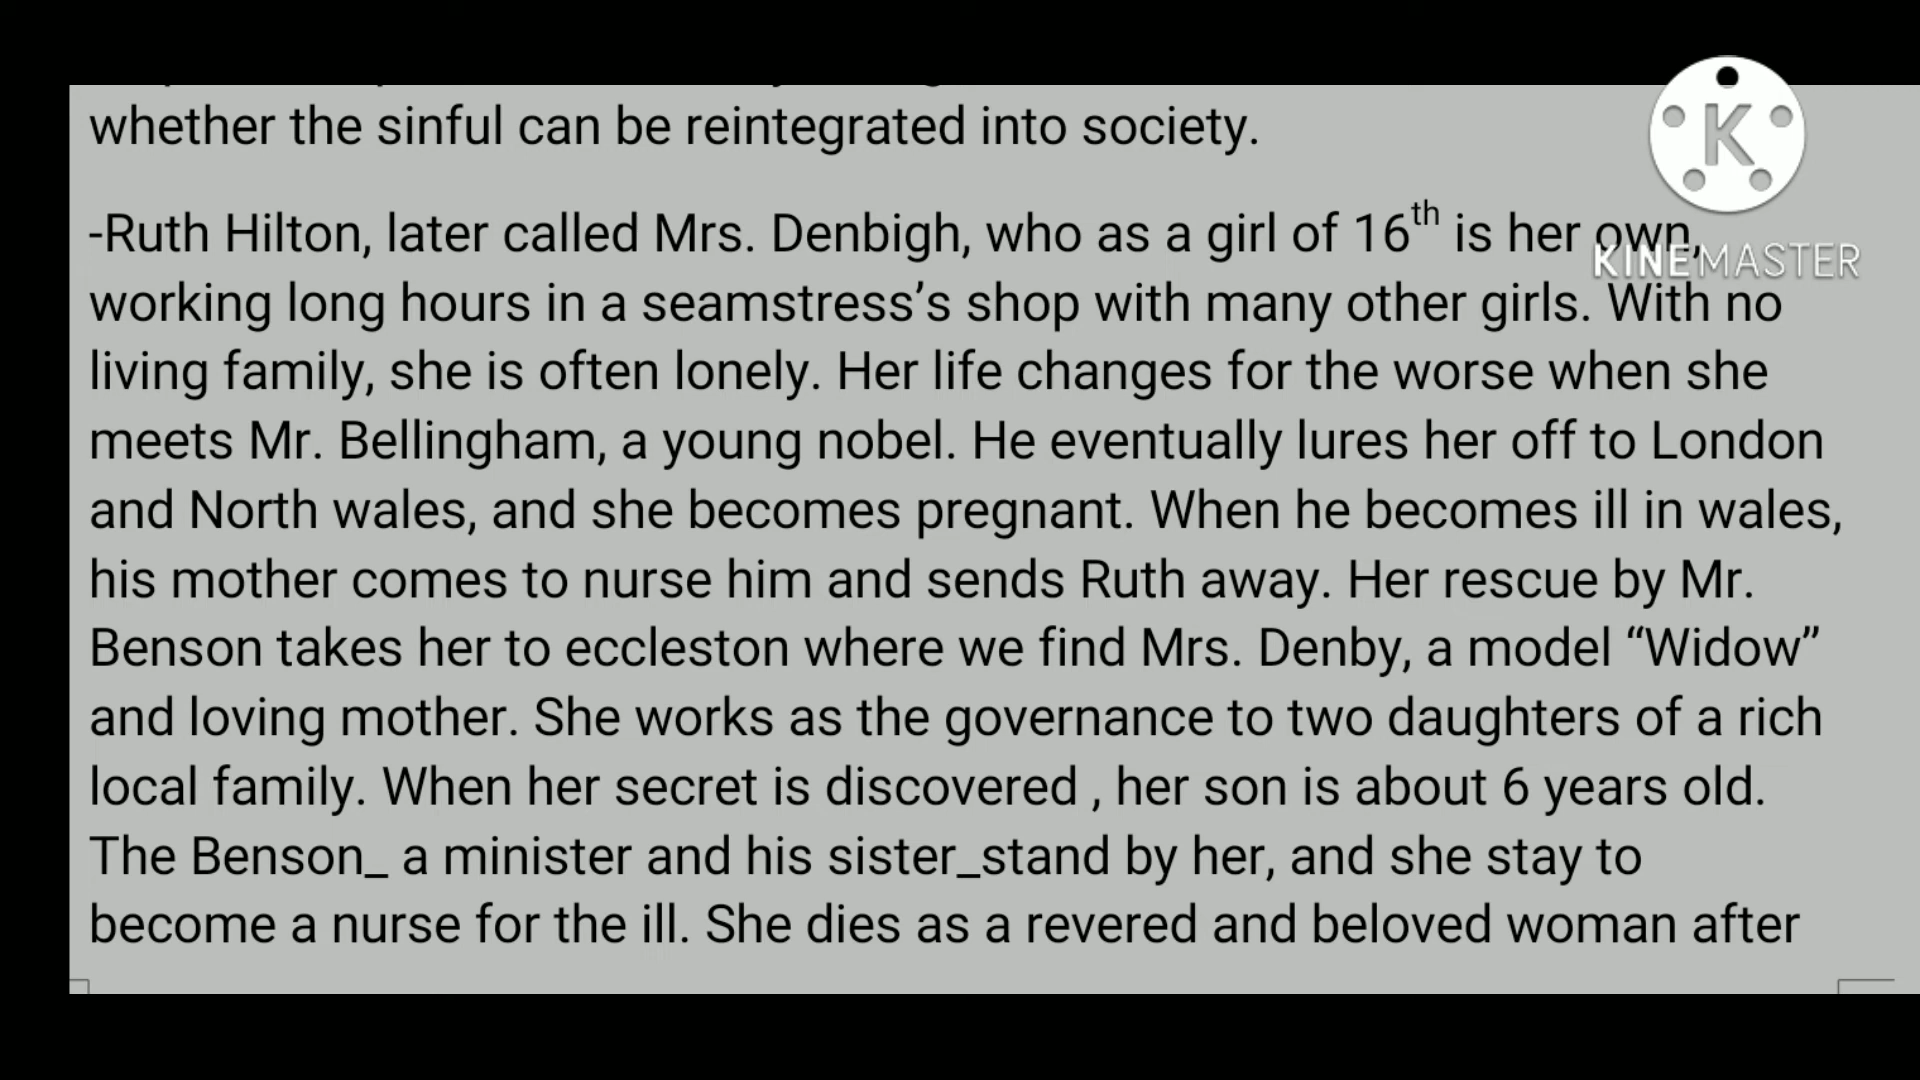 whether the sinful can be reintegrated into society.
-Ruth Hilton, later called Mrs. Denbigh, who as a girl of 16th is her own,
working long hours in a seamstress’s shop with many other girls. With no
living family, she is often lonely. Her life changes for the worse when she
meets Mr. Bellingham, a young nobel. He eventually lures her off to London
and North wales, and she becomes pregnant. When he becomes ill in wales,
his mother comes to nurse him and sends Ruth away. Her rescue by Mr.
Benson takes her to eccleston where we find Mrs. Denby, a model “Widow”
and loving mother. She works as the governance to two daughters of a rich
local family. When her secret is discovered , her son is about 6 years old.
The Benson_ a minister and his sister_stand by her, and she stay to
become a nurse for the ill. She dies as a revered and beloved woman after
K
KINEMASTER